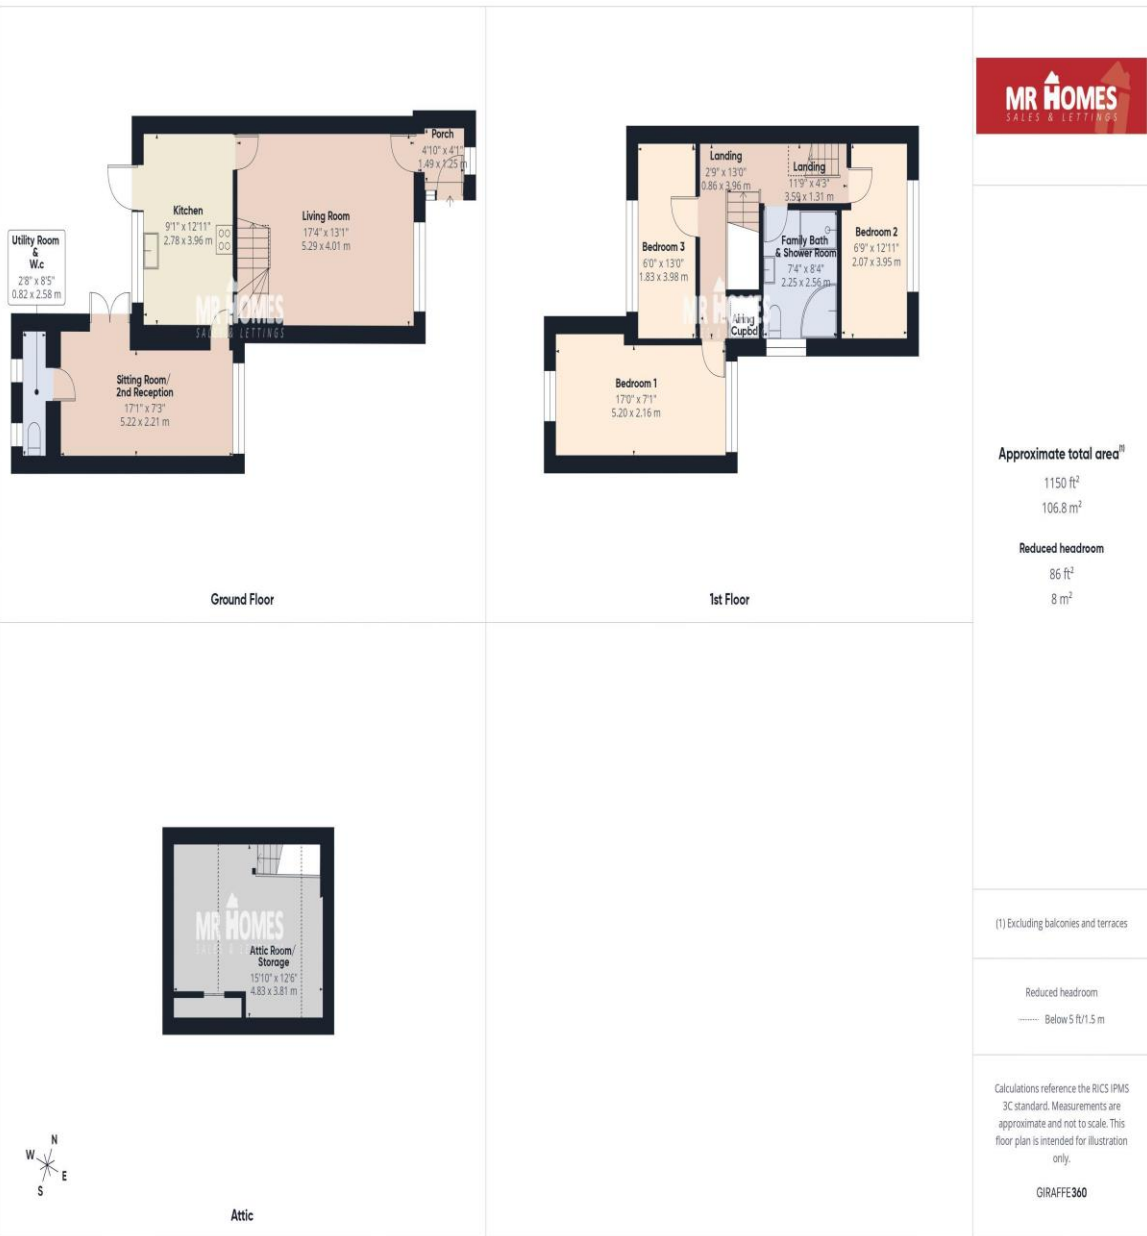 Porch
4'10" x 4'1"
1.49 x 1.25 m
Kitchen
9'1" x 12'11"
2.78 x 3.96 m
Living Room
17'4" x 13'1"
5.29 x 4.01 m
Utility Room
&
W.c
2'8" x 8'5"
0.82 x 2.58 m
MR HOMES
SALES & LETTINGS
Sitting Room/
2nd Reception
17'1" x 7'3"
5.22 x 2.21 m
Ground Floor
Landing
2'9" x 13'0"
0.86 x 3.96 m
Landing
11'9" x 4'3"
3.59 x 1.31 m
Bedroom 3
6'0" x 13'0"
1.83 x 3.98 m
Family Bath
& Shower Room
7'4" x 8'4"
2.25 x 2.56 m
Bedroom 2
6'9" x 12'11"
2.07 x 3.95 m
MR HOMES
Airing
Cupbd
Bedroom 1
17'0" x 7'1"
5.20 x 2.16 m
1st Floor
MR HOMES
Attic Room/
Storage
15'10" x 12'6"
4.83 x 3.81 m
N
W
E
S
Attic
MR HOMES
SALES & LETTINGS
Approximate total area(1)
1150 ft²
106.8 m²
Reduced headroom
86 ft²
8 m²
(1) Excluding balconies and terraces
Reduced headroom
Below 5 ft/1.5 m
Calculations reference the RICS IPMS
3C standard. Measurements are
approximate and not to scale. This
floor plan is intended for illustration
only.
GIRAFFE360